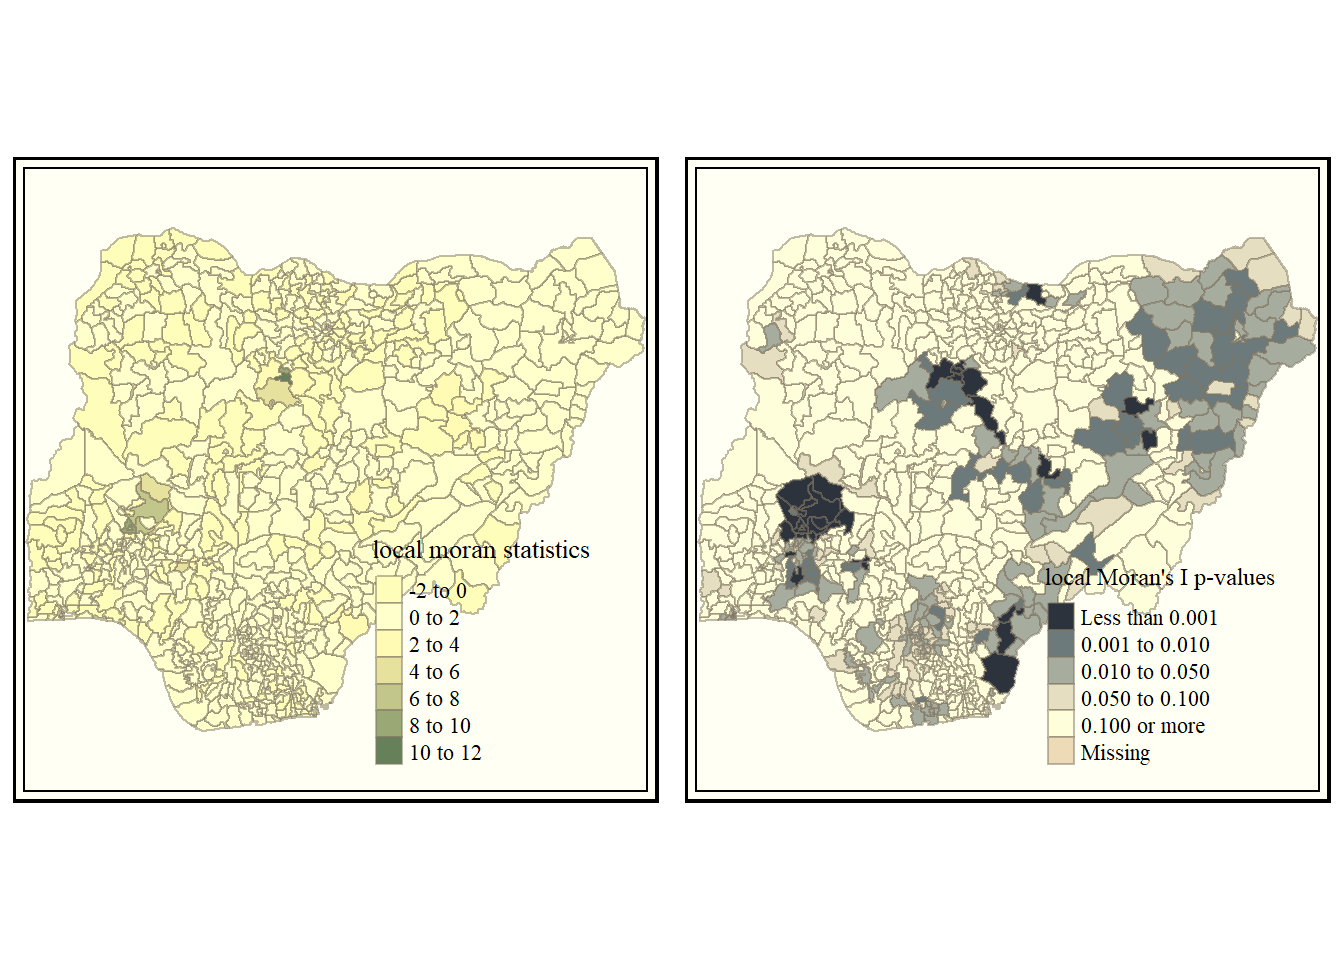 local moran statistics
-2 to 0
0 to 2
2 to 4
4 to 6
6 to 8
8 to 10
10 to 12
local Moran's I p-values
Less than 0.001
0.001 to 0.010
0.010 to 0.050
0.050 to 0.100
0.100 or more
Missing